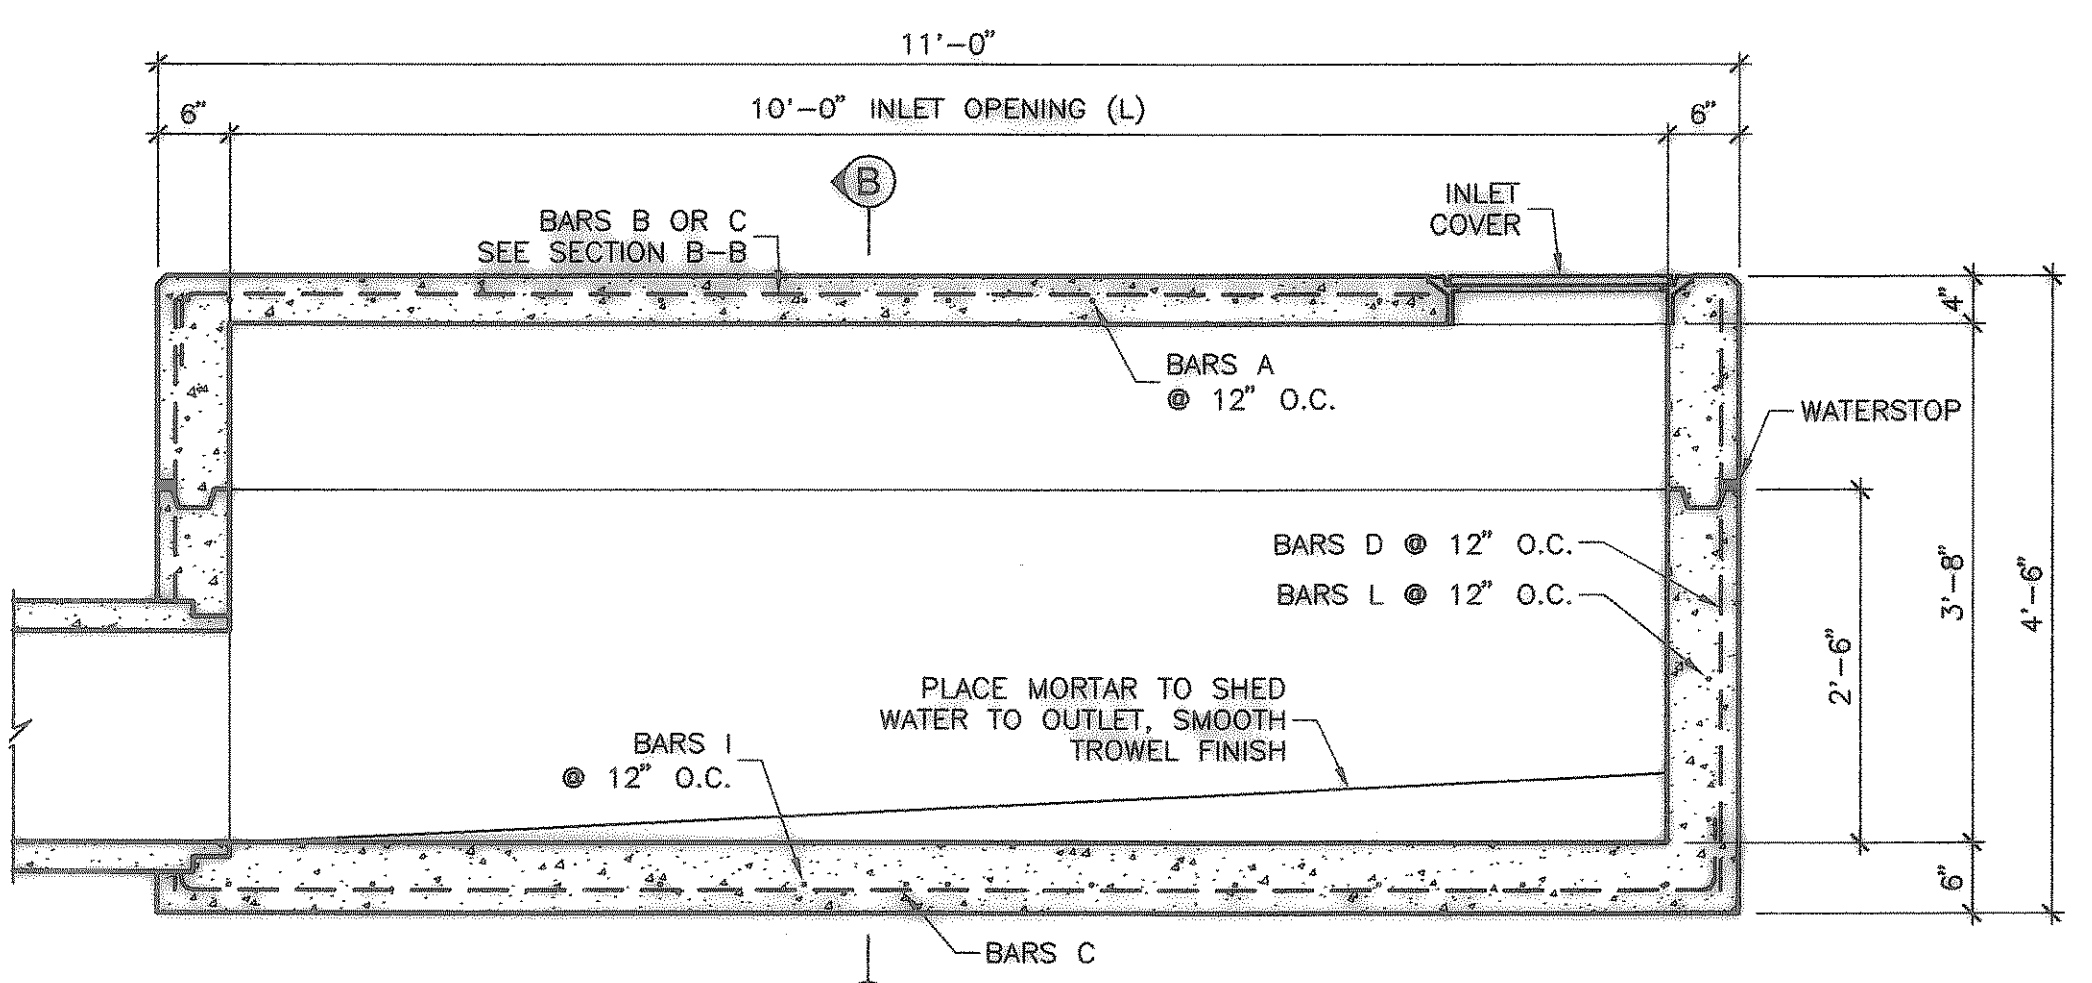 11'-0"
6"
10'-0" INLET OPENING (L)
6"
B
INLET
COVER
BARS B OR C
SEE SECTION B-B
4"
BARS A
@ 12" O.C.
WATERSTOP
BARS D @ 12" O.C.
BARS L @ 12" O.C.
3'-8"
4'-6"
2'-6"
PLACE MORTAR TO SHED
WATER TO OUTLET, SMOOTH
TROWEL FINISH
BARS I
@ 12" O.C.
6"
BARS C